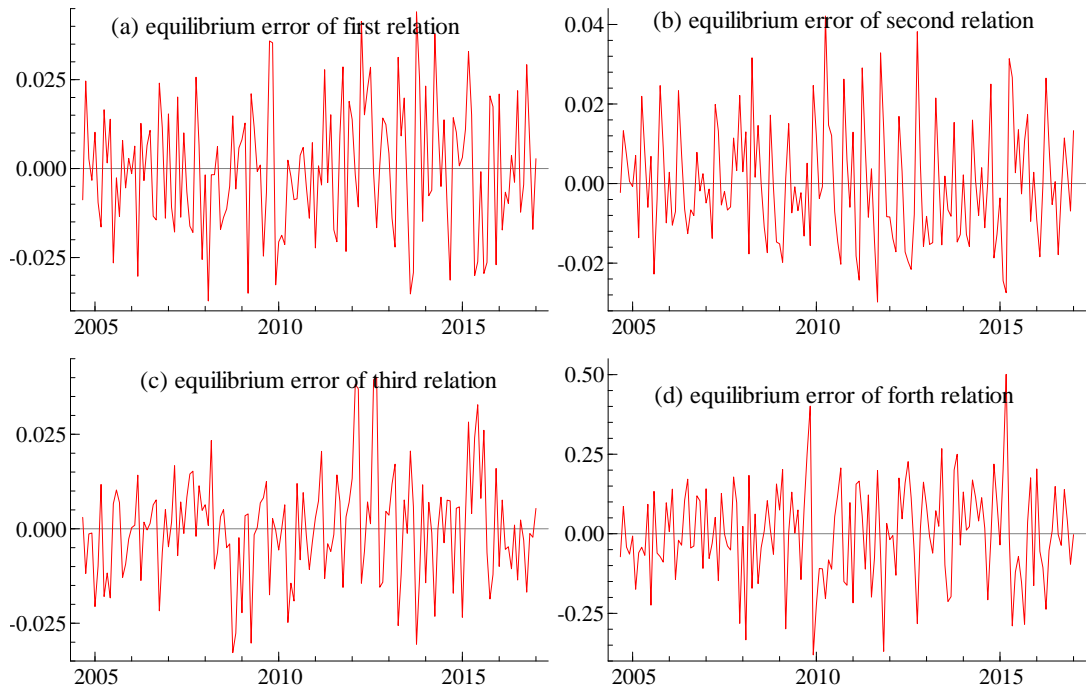 (a) equilibrium error of first relation
0.025
0.000
-0.025
2005 2010 2015
(b) equilibrium error of second relation
0.04
0.02
0.00
-0.02
2005 2010 2015
(c) equilibrium error of third relation
0.025
0.000
-0.025
2005 2010 2015
(d) equilibrium error of forth relation
0.50
0.25
0.00
-0.25
2005 2010 2015